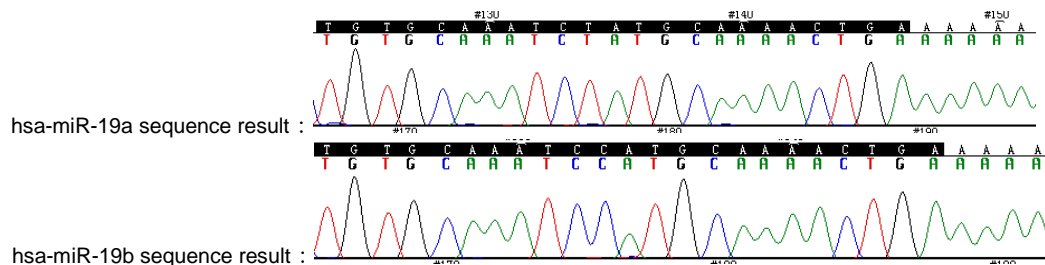 #130 #140 #150
T G T G C A A A T C T A T G C A A A A C T G A A A A A A
T G T G C A A A T C T A T G C A A A A C T G A A A A A A
hsa-miR-19a sequence result :
#170 #180 #190
T G T G C A A A T C C A T G C A A A A C T G A A A A A
T G T G C A A A T C C A T G C A A A A C T G A A A A A
hsa-miR-19b sequence result :